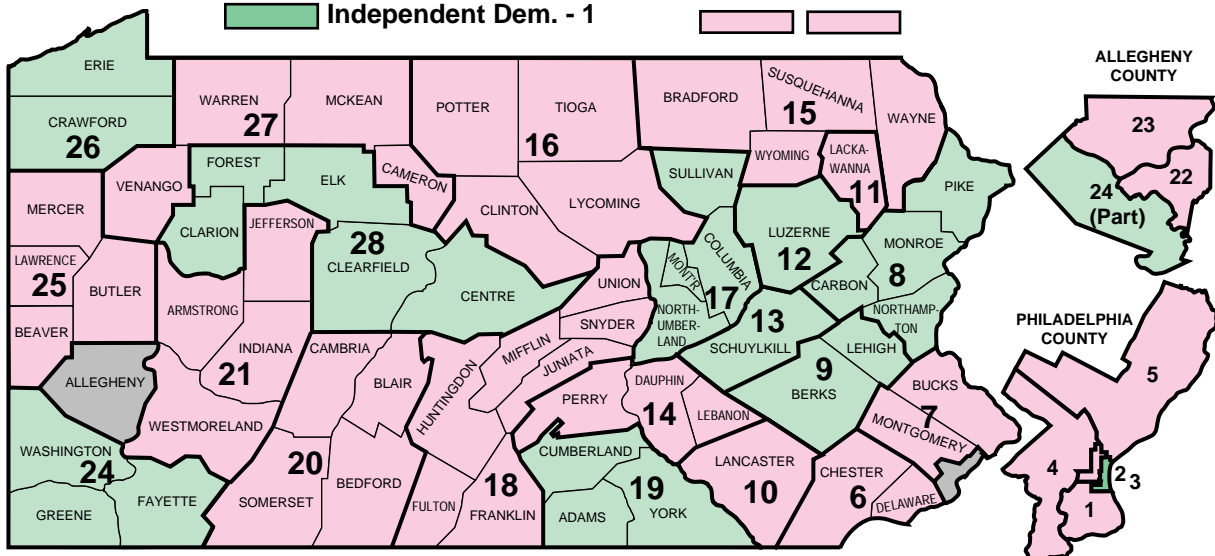 Independent Dem. - 1
ERIE
CRAWFORD
26
WARREN
27
MCKEAN
POTTER
TIOGA
16
BRADFORD
SUSQUEHANNA
15
WAYNE
WYOMING
LACKA-
WANNA
11
VENANGO
FOREST
ELK
CAMERON
CLINTON
LYCOMING
SULLIVAN
PIKE
MERCER
CLARION
JEFFERSON
28
CLEARFIELD
CENTRE
COLUMBIA
MONT'R
17
LUZERNE
12
MONROE
8
CARBON
LAWRENCE
25
BUTLER
ARMSTRONG
UNION
NORTH-
UMBER-
LAND
NORTHAMP-
TON
BEAVER
INDIANA
21
CAMBRIA
SNYDER
MIFFLIN
JUNIATA
13
SCHUYLKILL
LEHIGH
ALLEGHENY
BLAIR
HUNTINGDON
PERRY
DAUPHIN
14
LEBANON
9
BERKS
BUCKS
7
MONTGOMERY
WESTMORELAND
WASHINGTON
24
FAYETTE
GREENE
20
SOMERSET
BEDFORD
FULTON
18
FRANKLIN
CUMBERLAND
19
ADAMS
YORK
LANCASTER
10
CHESTER
6
DELAWARE
ALLEGHENY
COUNTY
23
22
24
(Part)
PHILADELPHIA
COUNTY
5
4
2
3
1